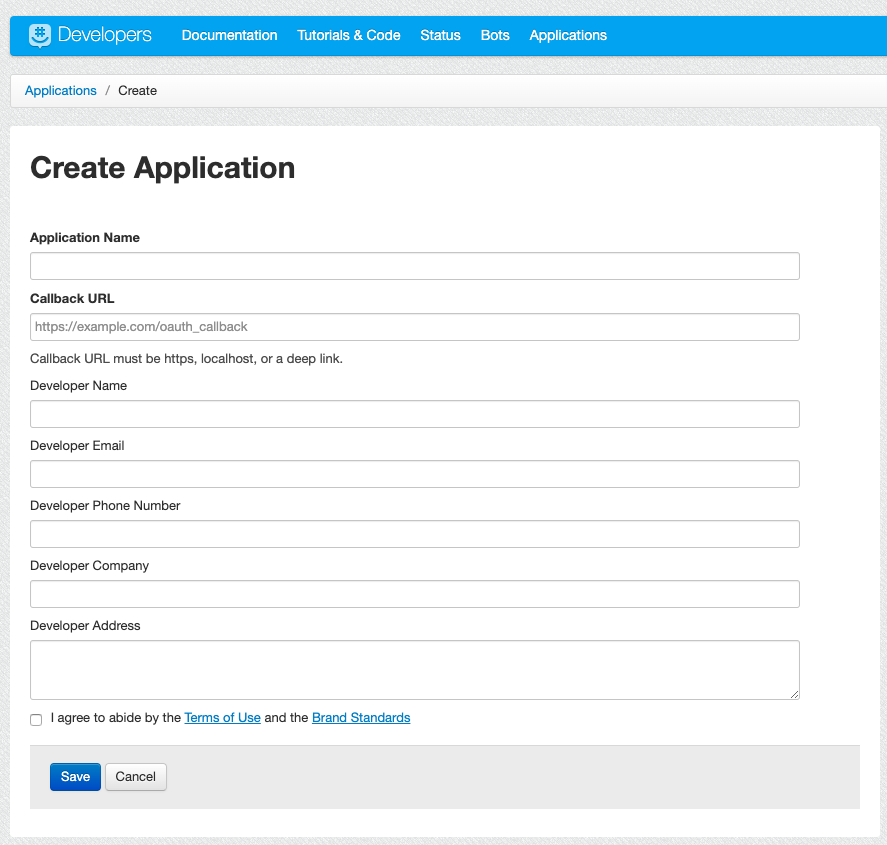 Developers Documentation Tutorials & Code Status Bots Applications
Applications / Create
Create Application
Application Name
Callback URL
https://example.com/oauth_callback
Callback URL must be https, localhost, or a deep link.
Developer Name
Developer Email
Developer Phone Number
Developer Company
Developer Address
I agree to abide by the Terms of Use and the Brand Standards
Save Cancel